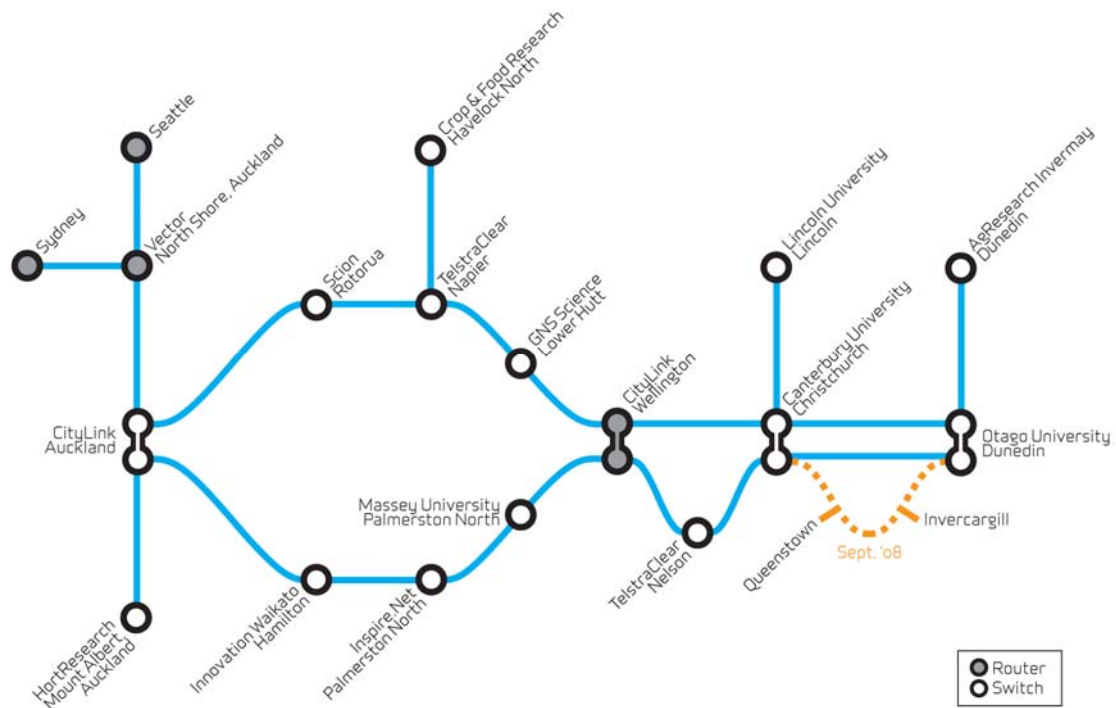 Seattle
Sydney
Vector
North Shore, Auckland
Crop & Food Research
Havelock North
Scion
Rotorua
TelstraClear
Napier
GNS Science
Lower Hutt
CityLink
Wellington
Lincoln University
Lincoln
Canterbury University
Christchurch
AgResearch Invermay
Dunedin
CityLink
Auckland
Otago University
Dunedin
Massey University
Palmerston North
HortResearch
Mount Albert,
Auckland
Innovation Waikato
Hamilton
Inspire.Net
Palmerston North
TelstraClear
Nelson
Queenstown
Sept. '08
Invercargill
Router
Switch